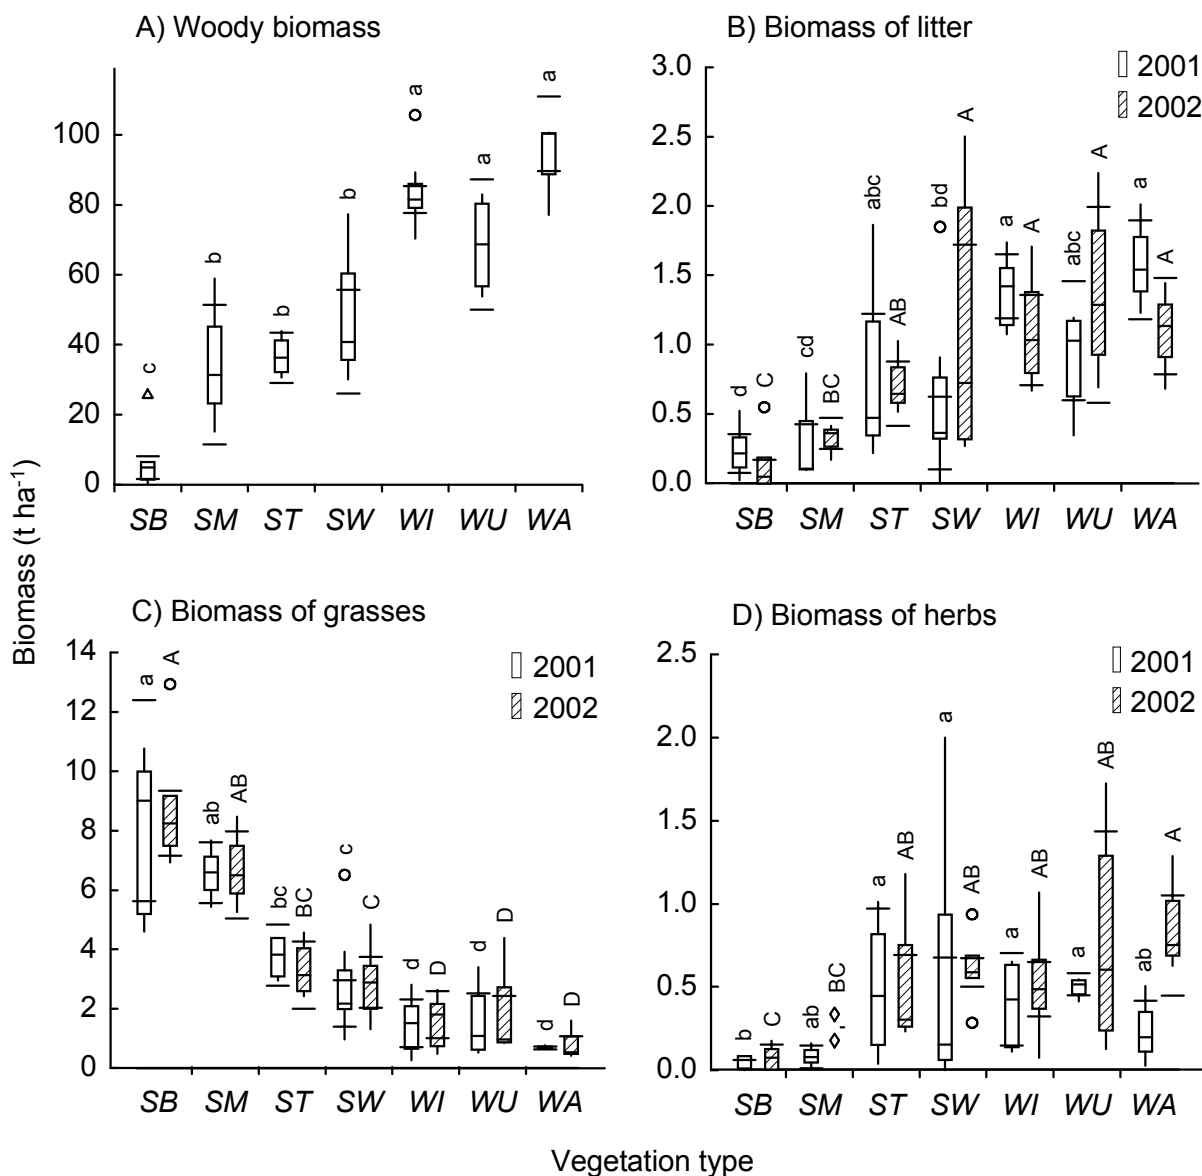 A) Woody biomass
100
80
60
40
20
0
c
b
b
b
a
a
a
SB SM ST SW WI WU WA
B) Biomass of litter
2001
2002
3.0
2.5
2.0
1.5
1.0
0.5
0.0
d C cd BC abc AB bd A a A abc A a A
SB SM ST SW WI WU WA
Biomass (t ha⁻¹)
C) Biomass of grasses
2001
2002
14
12
10
8
6
4
2
0
a A ab AB bc BC c C d D d D d D
SB SM ST SW WI WU WA
D) Biomass of herbs
2001
2002
2.5
2.0
1.5
1.0
0.5
0.0
b C ab BC a AB a AB a AB a AB ab A
SB SM ST SW WI WU WA
Vegetation type